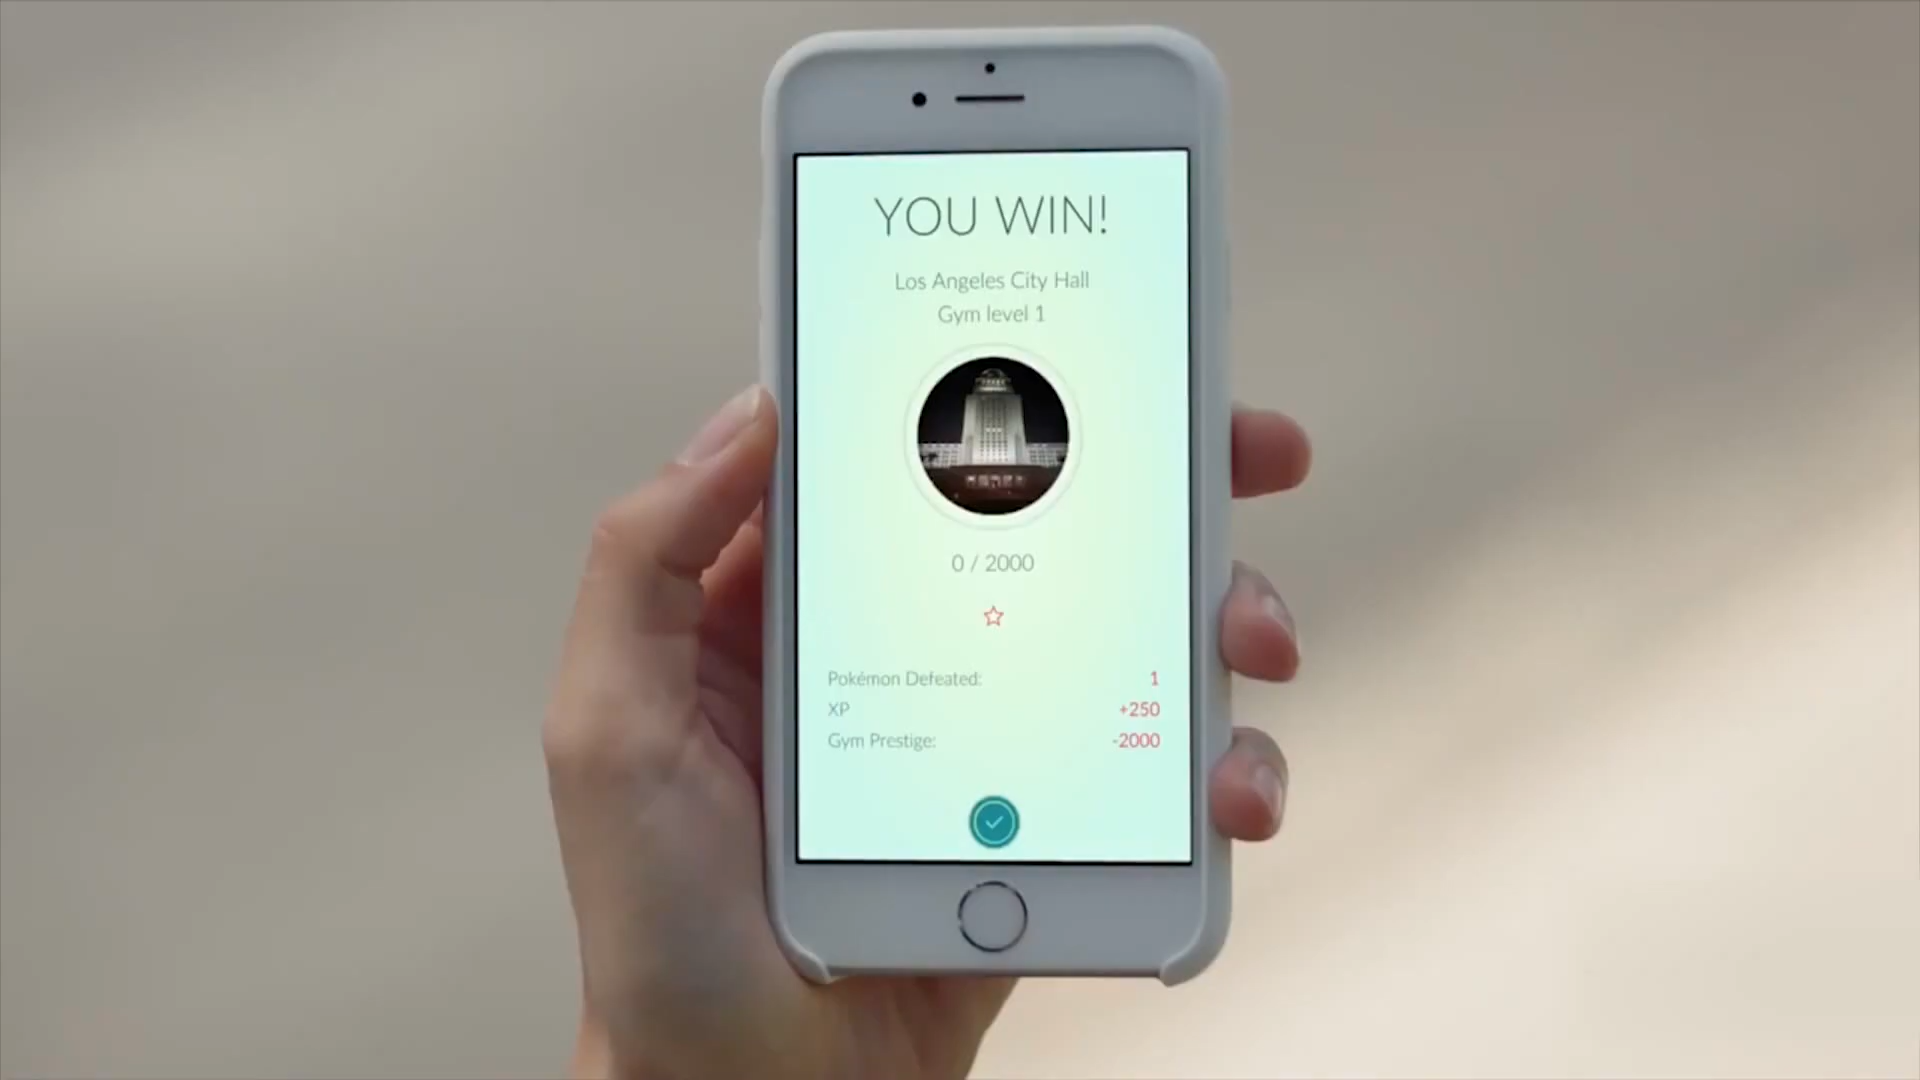 YOU WIN!
Los Angeles City Hall
Gym level 1
0 / 2000
Pokémon Defeated: 1
XP +250
Gym Prestige: -2000